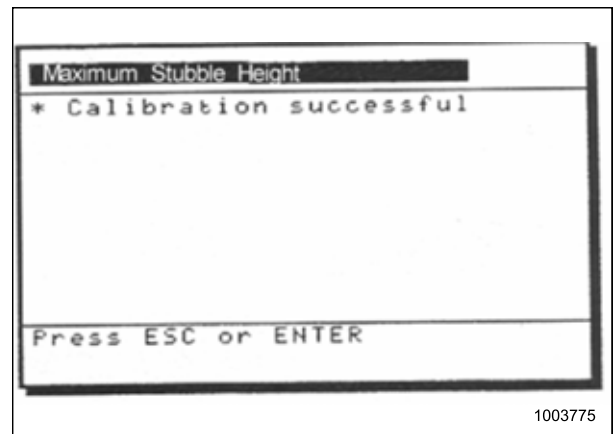 Maximum Stubble Height
* Calibration successful
Press ESC or ENTER
1003775